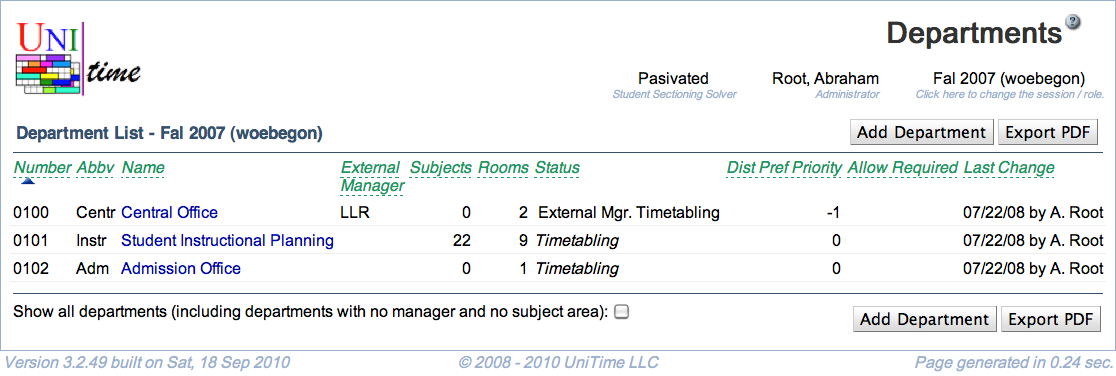 UNI
time
Departments
?
Pasivated
Student Sectioning Solver
Root, Abraham
Administrator
Fal 2007 (woebegon)
Click here to change the session / role.
Department List - Fal 2007 (woebegon)
Add Department
Export PDF
Number Abbv Name External Manager Subjects Rooms Status Dist Pref Priority Allow Required Last Change
0100 Centr Central Office LLR 0 2 External Mgr. Timetabling -1 07/22/08 by A. Root
0101 Instr Student Instructional Planning 22 9 Timetabling 0 07/22/08 by A. Root
0102 Adm Admission Office 0 1 Timetabling 0 07/22/08 by A. Root
Show all departments (including departments with no manager and no subject area):
Add Department
Export PDF
Version 3.2.49 built on Sat, 18 Sep 2010
© 2008 - 2010 UniTime LLC
Page generated in 0.24 sec.